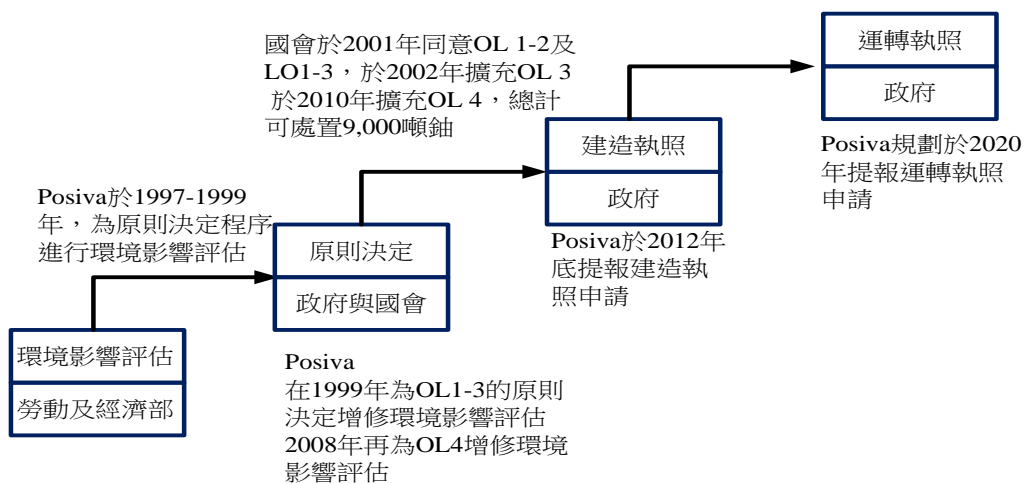 國會於2001年同意OL 1-2及
LO1-3，於2002年擴充OL 3
於2010年擴充OL 4，總計
可處置9,000噸鈾
運轉執照
政府
Posiva規劃於2020
年提報運轉執照
申請
建造執照
政府
Posiva於2012年
底提報建造執
照申請
Posiva於1997-1999
年，為原則決定程序
進行環境影響評估
原則決定
政府與國會
Posiva
在1999年為OL1-3的原則
決定增修環境影響評估
2008年再為OL4增修環境
影響評估
環境影響評估
勞動及經濟部